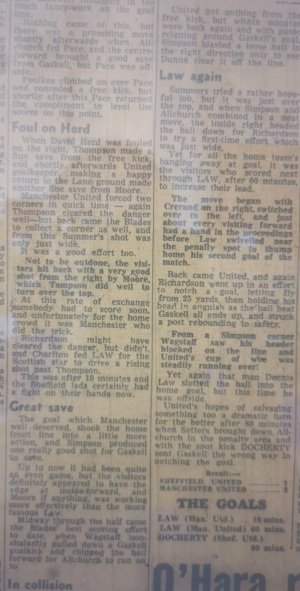 much fancy-work on the goal
line.
Nothing came of this, but
there was a promising move
shortly afterwards when
church fed Pace, and the centre-
forward brought a good save
from Gaskell, but Pace was off-
side.
Foulkes climbed on over Pace
and conceded a free kick, but
shortly after this Pace returned
the compliment to level the
scores on this point.
Foul on Herd
When David Herd was fouled
on the right, Thompson made a
fine save from the free kick,
and shortly afterwards United
goalkeeper, making a happy
return to the Lane ground made
another fine save from Moore.
Manchester United forced two
corners in quick time — again
Thompson cleared the danger
well—but back came the Blades
to collect a corner as well, and
from this Summer's shot was
only just wide.
It was a good effort too.
Not to be outdone, the visi-
tors hit back with a very good
shot from the right by Moore,
which Thompson did well to
turn over the top.
At this rate of exchange
somebody had to score soon,
and unfortunately for the home
crowd it was Manchester who
did the trick.
Richardson might have
cleared the danger, but didn't,
and Charlton fed LAW for the
Scottish star to drive a rising
shot past Thompson.
This was after 19 minutes and
the Sheffield lads certainly had
a fight on their hands now.
Great save
The goal which Manchester
well deserved, shook the home
front line into a little more
action, and Simpson produced
one really good shot for Gaskell
to save.
Up to now it had been quite
an even game, but the visitors
definitely appeared to have the
edge at inside-forward, and
Moore if anything, was working
more effectively than the more
famous Law.
Midway through the half came
the Blades' best scoring effort
to date, when Wagstaff non-
chalantly pulled down a Gaskell
goalkick and chipped the ball
forward for Allchurch to run on
In collision
United got nothing from the
free kick, but within minutes
were back again and with panic
reigning around Gaskell's goal
Simpson slashed a loose ball in
the right direction only to see
Dunne clear it off the line.
Law again
Summers tried a rather hope-
ful lob, but it was just over
the top, and when Simpson and
Allchurch combined in a neat
move, the inside right headed
the ball down for Richardson
to try a first-time effort which
was just wide.
Yet for all the home team's
banging away at goal, it was
the visitors who scored next
through LAW, after 60 minutes,
to increase their lead.
The move began with
Crerand on the right, switched
over to the left, and just
about every visiting forward
had a hand in the proceedings
before Law swivelled near
the penalty spot to thump
home his second goal of the
match.
Back came United, and again
Richardson went up in an effort
to notch a goal, letting fly
from 25 yards, then holding his
head in anguish as the ball beat
Gaskell all ends up, and struck
a post rebounding to safety.
From a Simpson corner
Wagstaff saw his header
blocked on the line and
United's cup of woe was
steadily running over!
Yet again that man Dennis
Law slotted the ball into the
home goal, but this time he
was offside.
United's hopes of salvaging
something too a dramatic turn
for the better after 80 minutes
when Setters brought down All-
church in the penalty area and
with the spot kick DOCHERTY
sent Gaskell the wrong way in
notching the goal.
Result—
SHEFFIELD UNITED 1
MANCHESTER UNITED 2
THE GOALS
LAW (Man. Utd.) 19 mins.
LAW (Man. United) 60 mins.
DOCHERTY (Shef. Utd.)
80 mins.
O'Hara